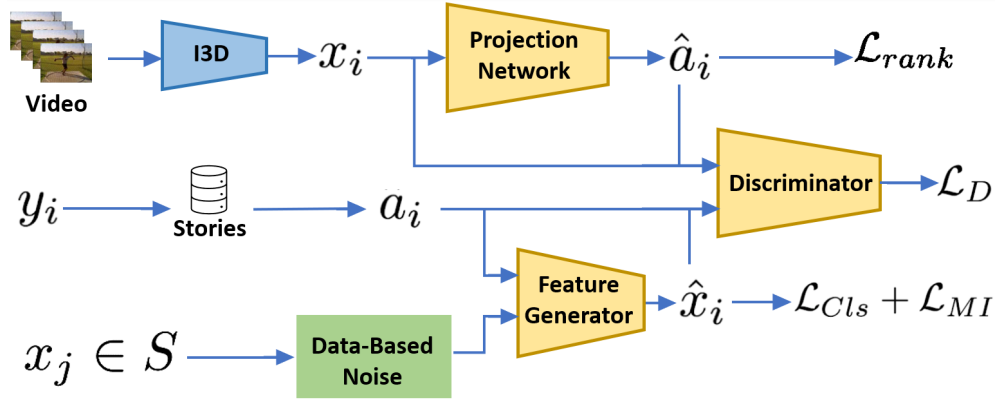 Video
I3D
x_i
Projection
Network
â_i
ℒ_rank
Discriminator
ℒ_D
y_i
Stories
a_i
Feature
Generator
x̂_i
ℒ_Cls + ℒ_MI
x_j ∈ S
Data-Based
Noise